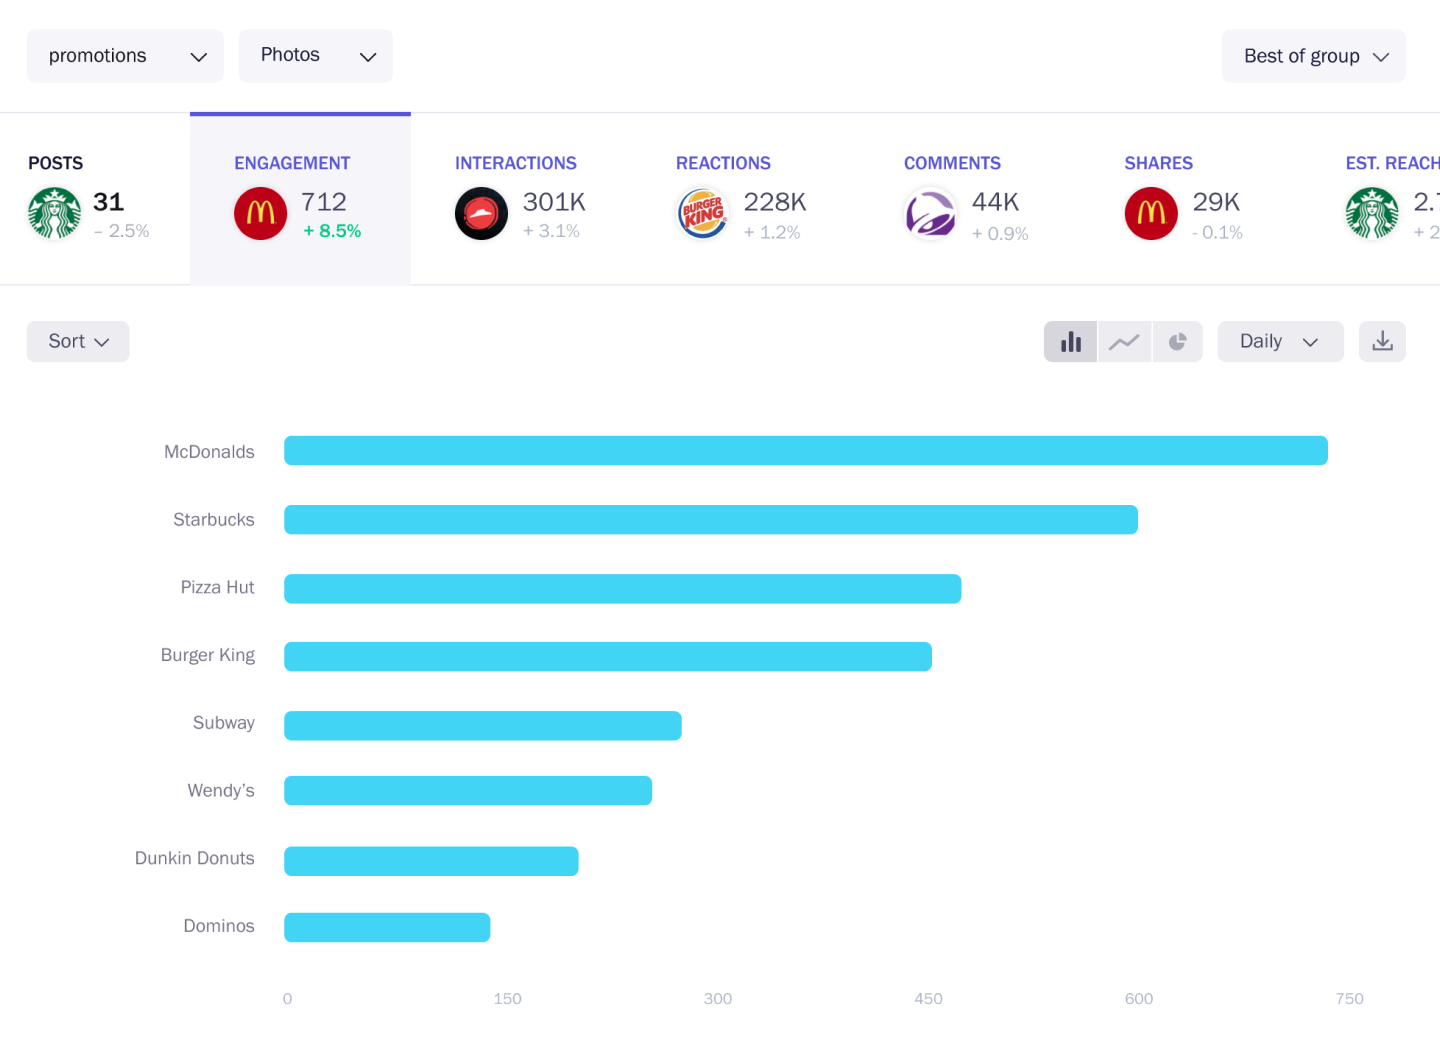 promotions
Photos
Best of group
POSTS
31
– 2.5%
ENGAGEMENT
712
+ 8.5%
INTERACTIONS
301K
+ 3.1%
REACTIONS
BURGER
KING
228K
+ 1.2%
COMMENTS
44K
+ 0.9%
SHARES
29K
- 0.1%
EST. REACH
2.7
+ 2
Sort
Daily
McDonalds
Starbucks
Pizza Hut
Burger King
Subway
Wendy’s
Dunkin Donuts
Dominos
0 150 300 450 600 750